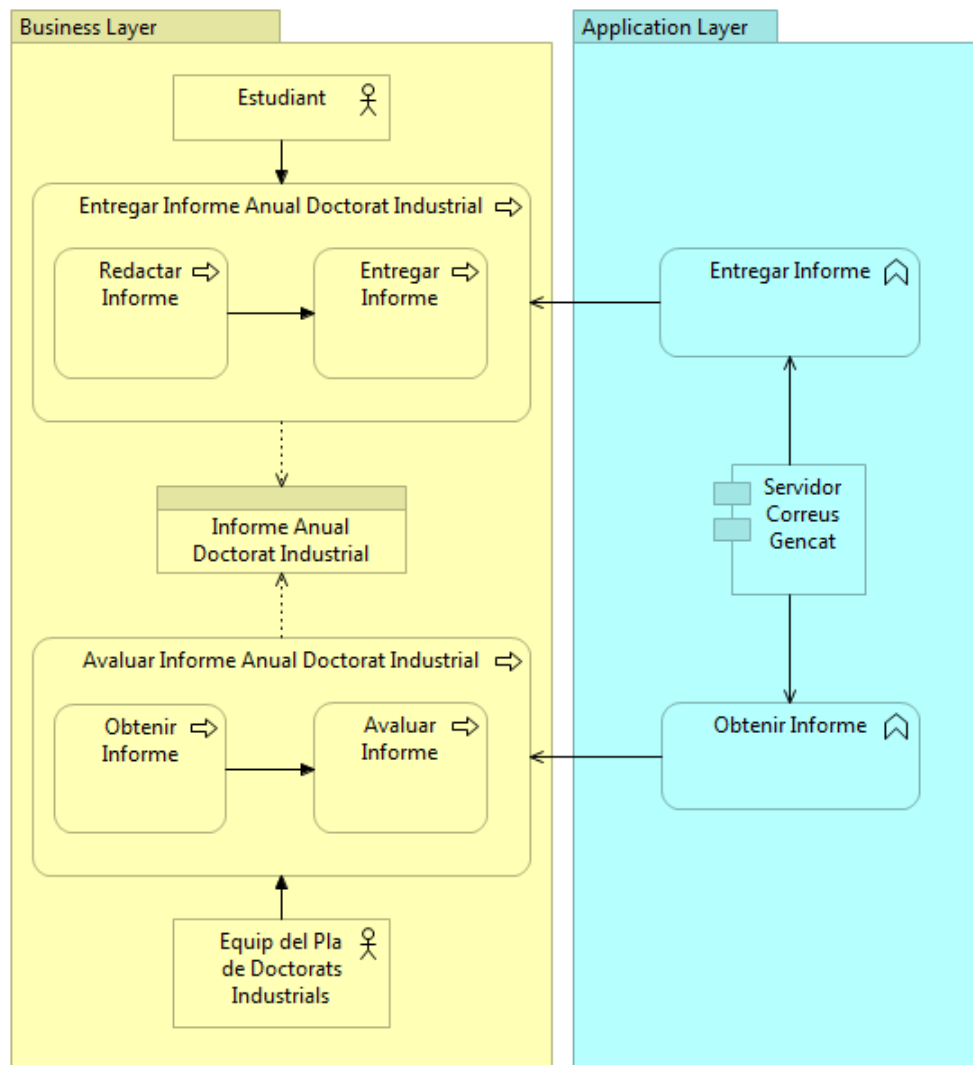 Business Layer
Estudiant
Entregar Informe Anual Doctorat Industrial
Redactar
Informe
Entregar
Informe
Informe Anual
Doctorat Industrial
Avaluar Informe Anual Doctorat Industrial
Obtenir
Informe
Avaluar
Informe
Equip del Pla
de Doctorats
Industrials
Application Layer
Entregar Informe
Servidor
Correus
Gencat
Obtenir Informe